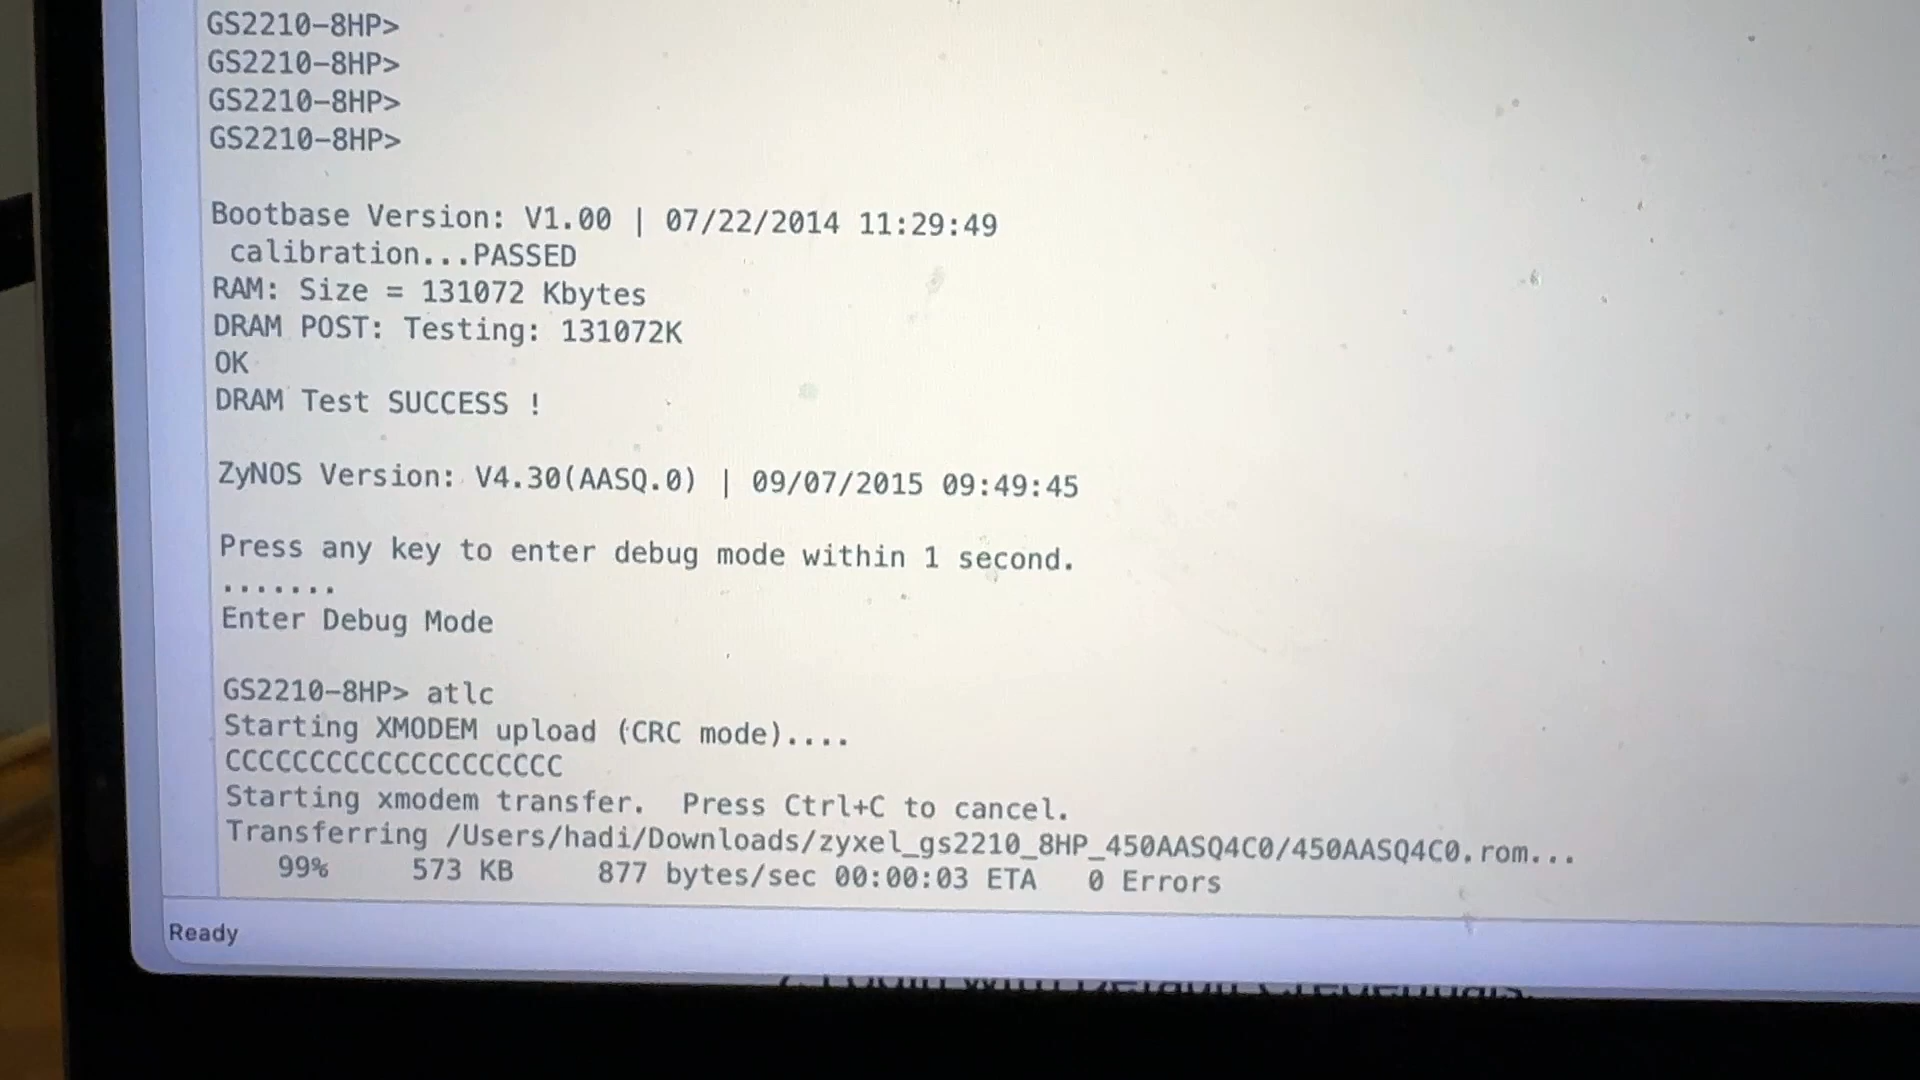 GS2210-8HP>
GS2210-8HP>
GS2210-8HP>
GS2210-8HP>
Bootbase Version: V1.00 | 07/22/2014 11:29:49
calibration...PASSED
RAM: Size = 131072 Kbytes
DRAM POST: Testing: 131072K
OK
DRAM Test SUCCESS !
ZyNOS Version: V4.30(AASQ.0) | 09/07/2015 09:49:45
Press any key to enter debug mode within 1 second.
.......
Enter Debug Mode
GS2210-8HP> atlc
Starting XMODEM upload (CRC mode)....
CCCCCCCCCCCCCCCCCCCC
Starting xmodem transfer.  Press Ctrl+C to cancel.
Transferring /Users/hadi/Downloads/zyxel_gs2210_8HP_450AASQ4C0/450AASQ4C0.rom...
99%     573 KB     877 bytes/sec 00:00:03 ETA   0 Errors
Ready